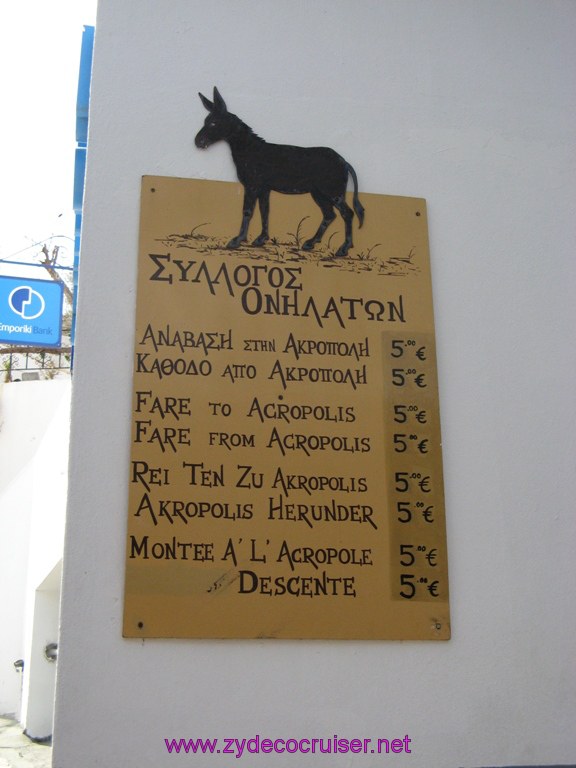 ΣΥΛΛΟΓΟΣ
ΟΝΗΛΑΤΩΝ
ΑΝΑΒΑΣΗ ΣΤΗΝ ΑΚΡΟΠΟΛΗ 5.00€
ΚΑΘΟΔΟ ΑΠΟ ΑΚΡΟΠΟΛΗ 5.00€
FARE TO ACROPOLIS 5.00€
FARE FROM ACROPOLIS 5.00€
REI TEN ZU AKROPOLIS 5.00€
AKROPOLIS HERUNDER 5.00€
MONTEE A' L' ACROPOLE 5.00€
DESCENTE 5.00€
Emporiki Bank
www.zydecocruiser.net